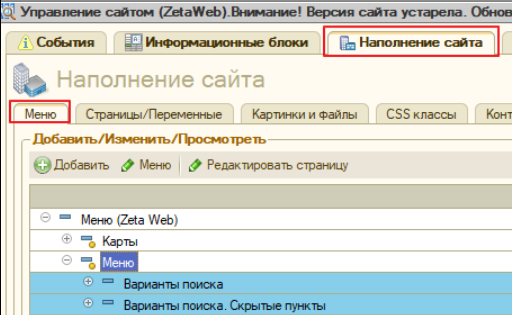 Управление сайтом (ZetaWeb).Внимание! Версия сайта устарела. Обнов
События Информационные блоки Наполнение сайта
Наполнение сайта
Меню Страницы/Переменные Картинки и файлы CSS классы Конт
Добавить/Изменить/Просмотреть
Добавить Меню Редактировать страницу
Меню (Zeta Web)
Карты
Меню
Варианты поиска
Варианты поиска. Скрытые пункты